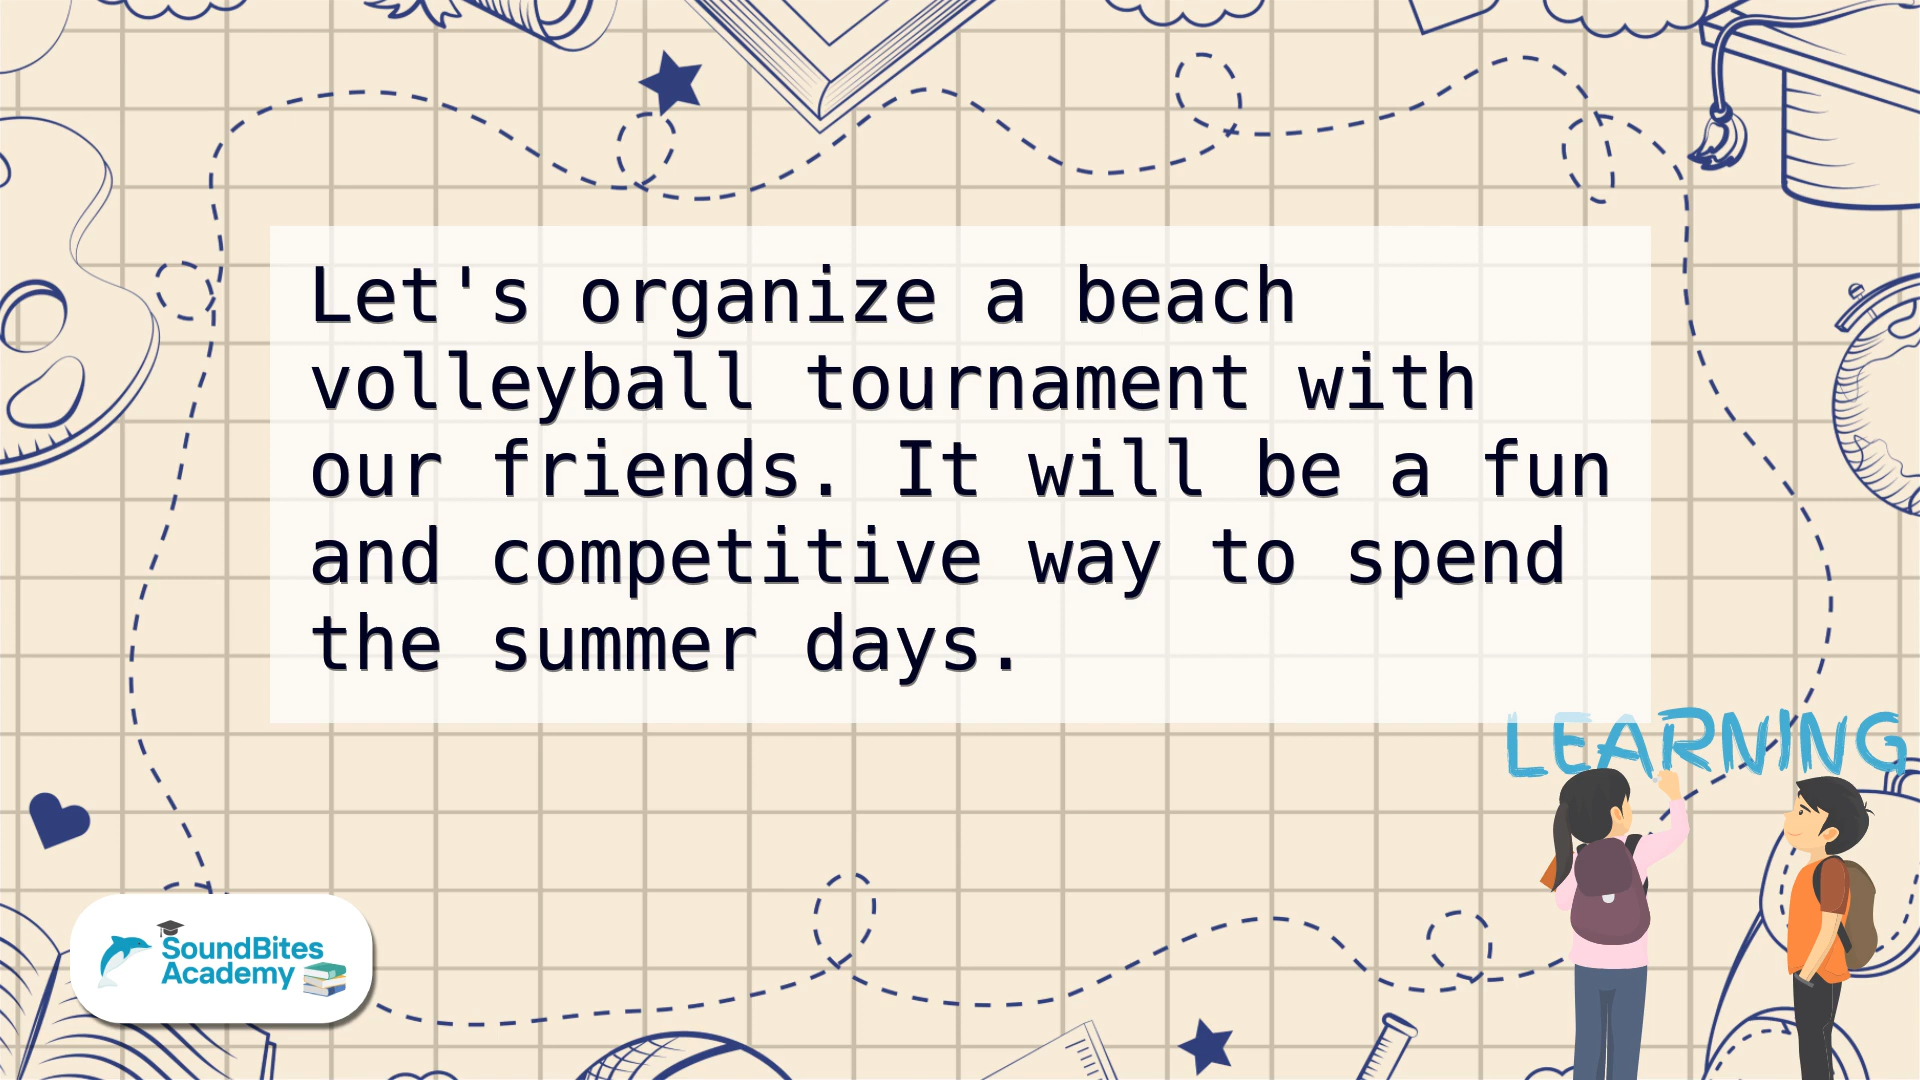 Let's organize a beach
volleyball tournament with
our friends. It will be a fun
and competitive way to spend
the summer days.
LEARNING
SoundBites
Academy